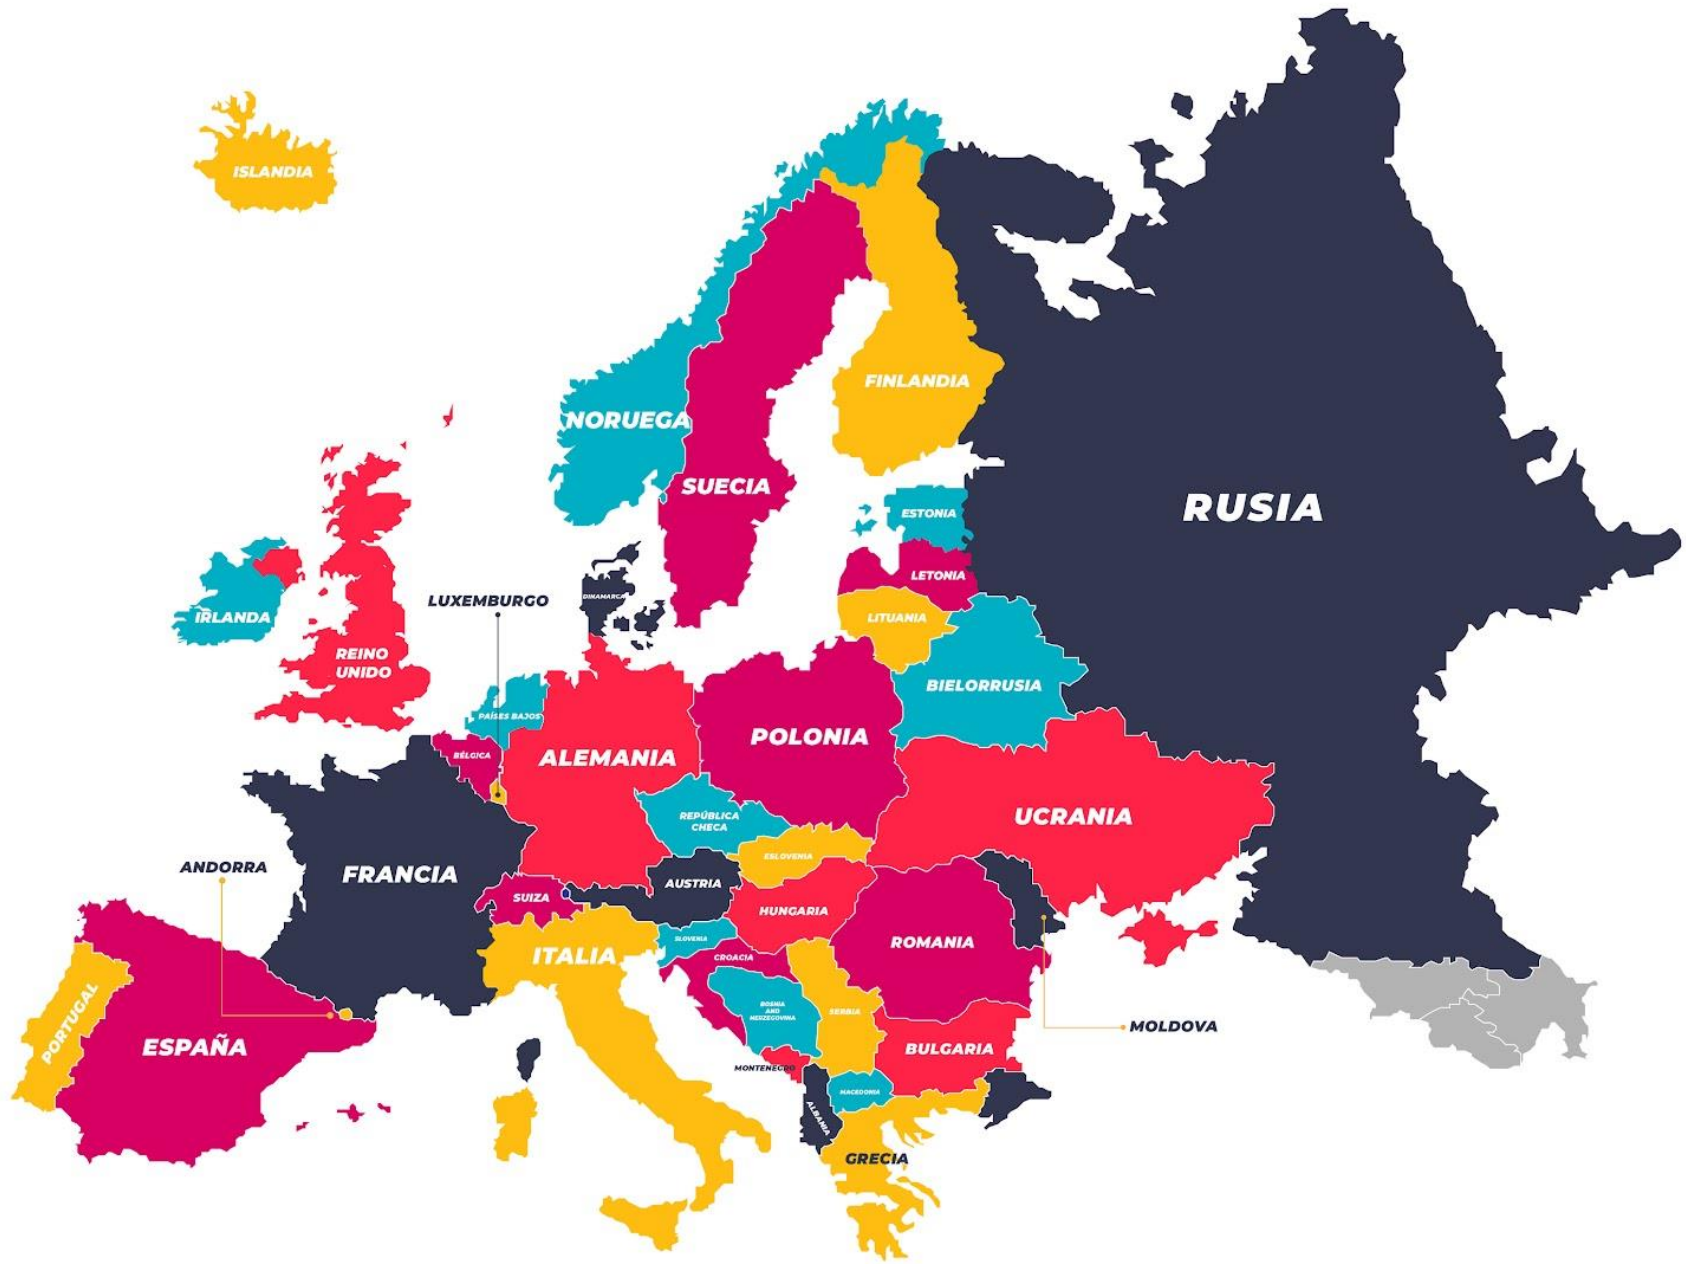 ISLANDIA
FINLANDIA
NORUEGA
SUECIA
RUSIA
ESTONIA
LETONIA
DINAMARCA
LUXEMBURGO
IRLANDA
LITUANIA
REINO
UNIDO
BIELORRUSIA
PAÍSES BAJOS
POLONIA
BÉLGICA
ALEMANIA
REPÚBLICA
CHECA
UCRANIA
ESLOVENIA
ANDORRA
FRANCIA
AUSTRIA
SUIZA
HUNGARIA
SLOVENIA
ROMANIA
ITALIA
CROACIA
BOSNIA
AND
HERZEGOVINA
SERBIA
PORTUGAL
MOLDOVA
ESPAÑA
BULGARIA
MONTENEGRO
MACEDONIA
ALBANIA
GRECIA